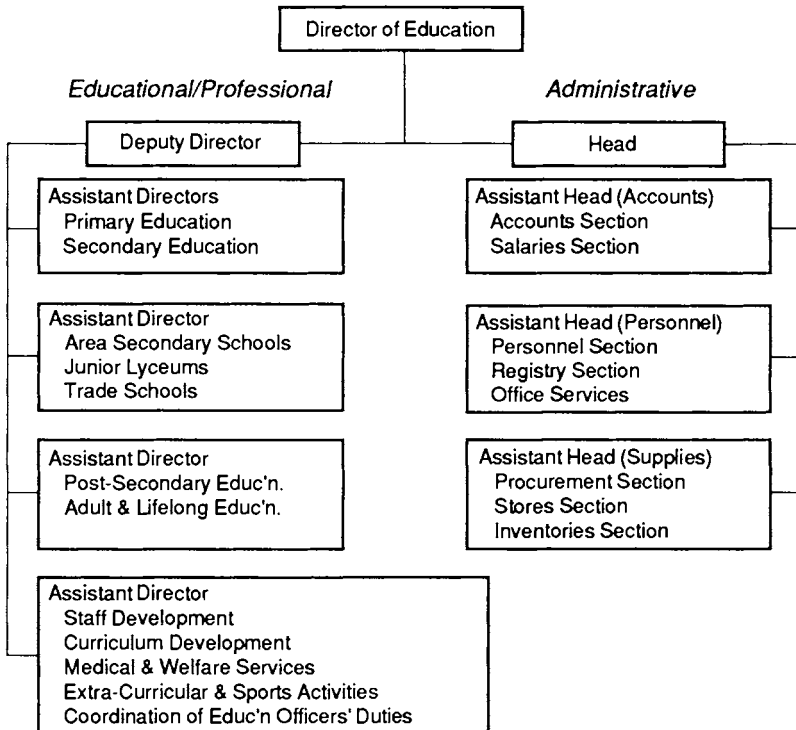 Director of Education
Educational/Professional
Administrative
Deputy Director
Head
Assistant Directors
Primary Education
Secondary Education
Assistant Head (Accounts)
Accounts Section
Salaries Section
Assistant Director
Area Secondary Schools
Junior Lyceums
Trade Schools
Assistant Head (Personnel)
Personnel Section
Registry Section
Office Services
Assistant Director
Post-Secondary Educ'n.
Adult & Lifelong Educ'n.
Assistant Head (Supplies)
Procurement Section
Stores Section
Inventories Section
Assistant Director
Staff Development
Curriculum Development
Medical & Welfare Services
Extra-Curricular & Sports Activities
Coordination of Educ'n Officers' Duties